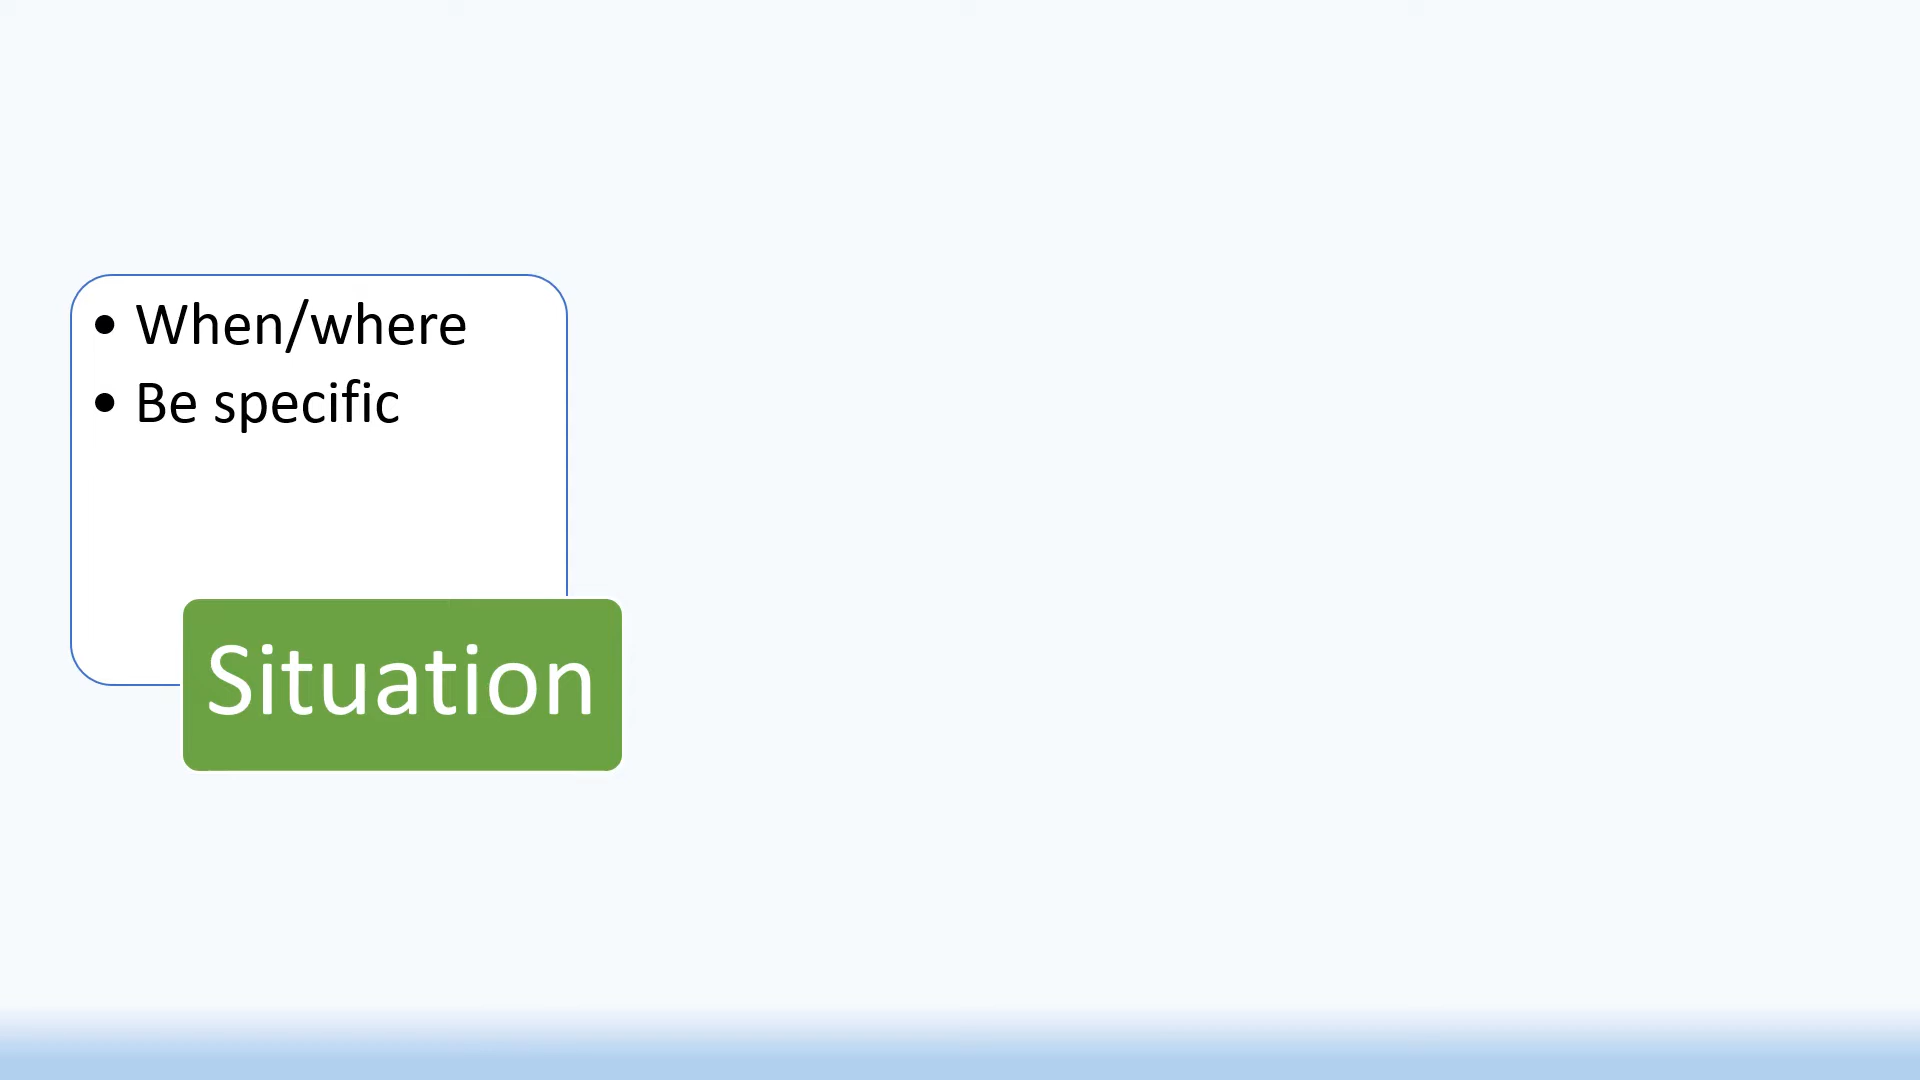 • When/where
• Be specific
Situation